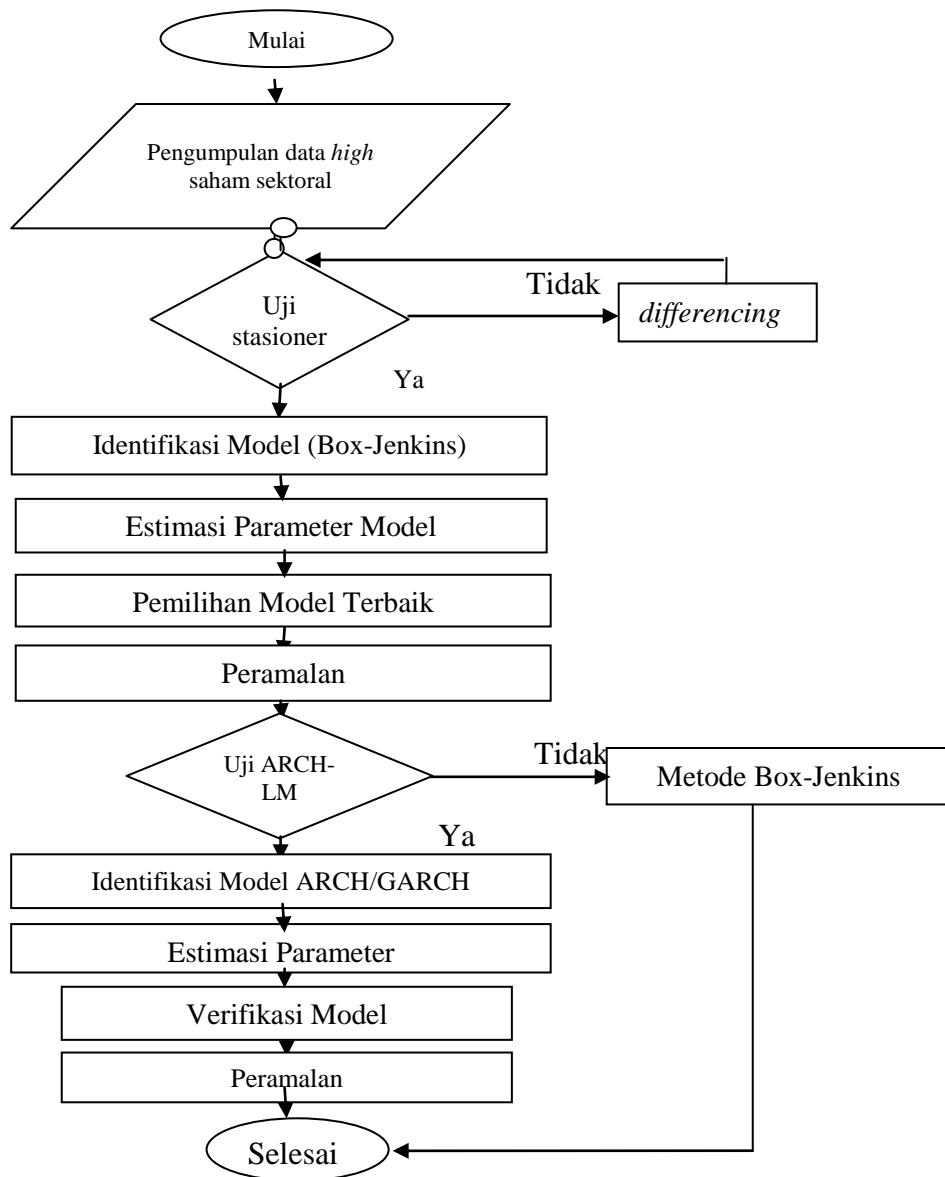 Mulai
Pengumpulan data high
saham sektoral
Tidak
Uji
stasioner
differencing
Ya
Identifikasi Model (Box-Jenkins)
Estimasi Parameter Model
Pemilihan Model Terbaik
Peramalan
Uji ARCH-
LM
Tidak
Metode Box-Jenkins
Ya
Identifikasi Model ARCH/GARCH
Estimasi Parameter
Verifikasi Model
Peramalan
Selesai